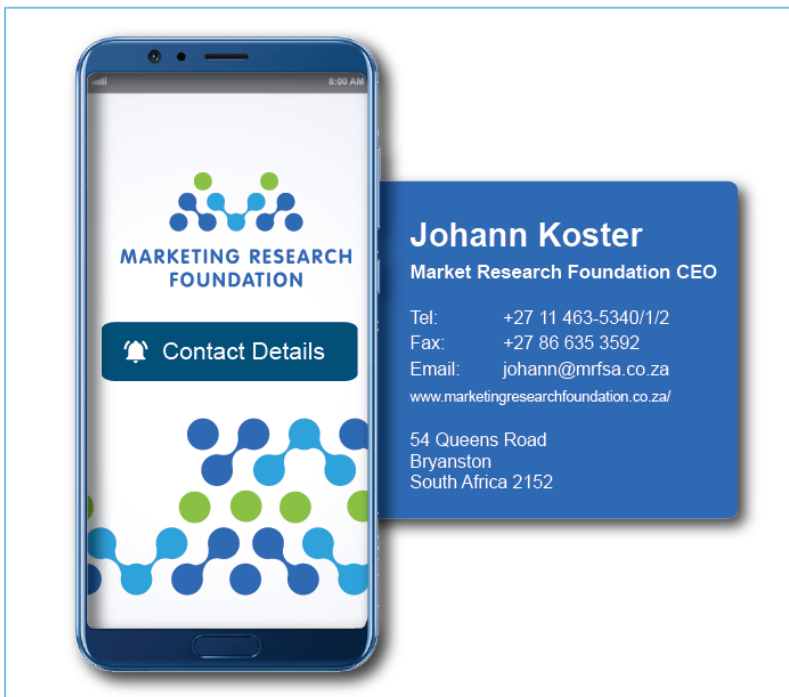 8:00 AM
MARKETING RESEARCH
FOUNDATION
Contact Details
Johann Koster
Market Research Foundation CEO
Tel: +27 11 463-5340/1/2
Fax: +27 86 635 3592
Email: johann@mrfsa.co.za
www.marketingresearchfoundation.co.za/
54 Queens Road
Bryanston
South Africa 2152